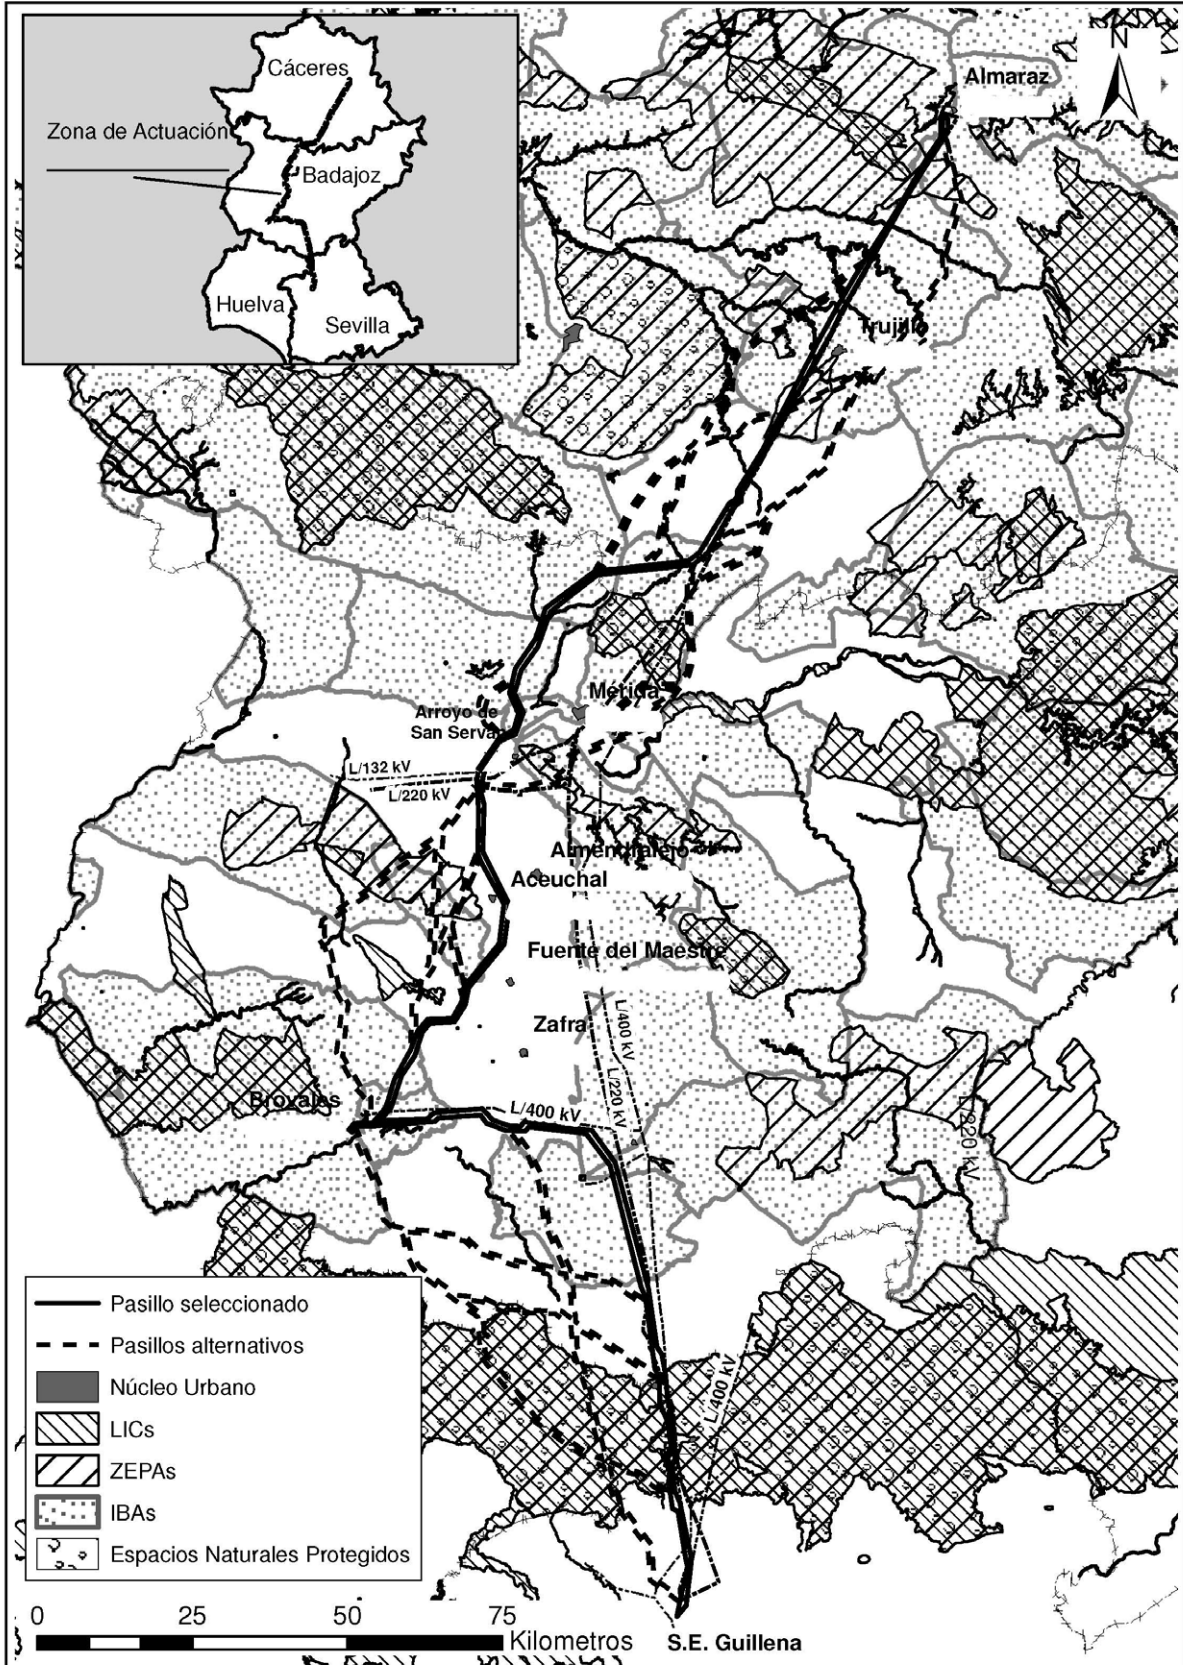 Cáceres
Zona de Actuación
Badajoz
Huelva
Sevilla
N
Almaraz
Trujillo
Mérida
Arroyo de
San Serván
L/132 kV
L/220 kV
Almendralejo
Aceuchal
Fuente del Maestre
Zafra
L/400 kV
L/220 kV
Brovales
L/400 kV
L/220 kV
L/400 kV
Pasillo seleccionado
Pasillos alternativos
Núcleo Urbano
LICs
ZEPAs
IBAs
Espacios Naturales Protegidos
0 25 50 75
Kilometros
S.E. Guillena